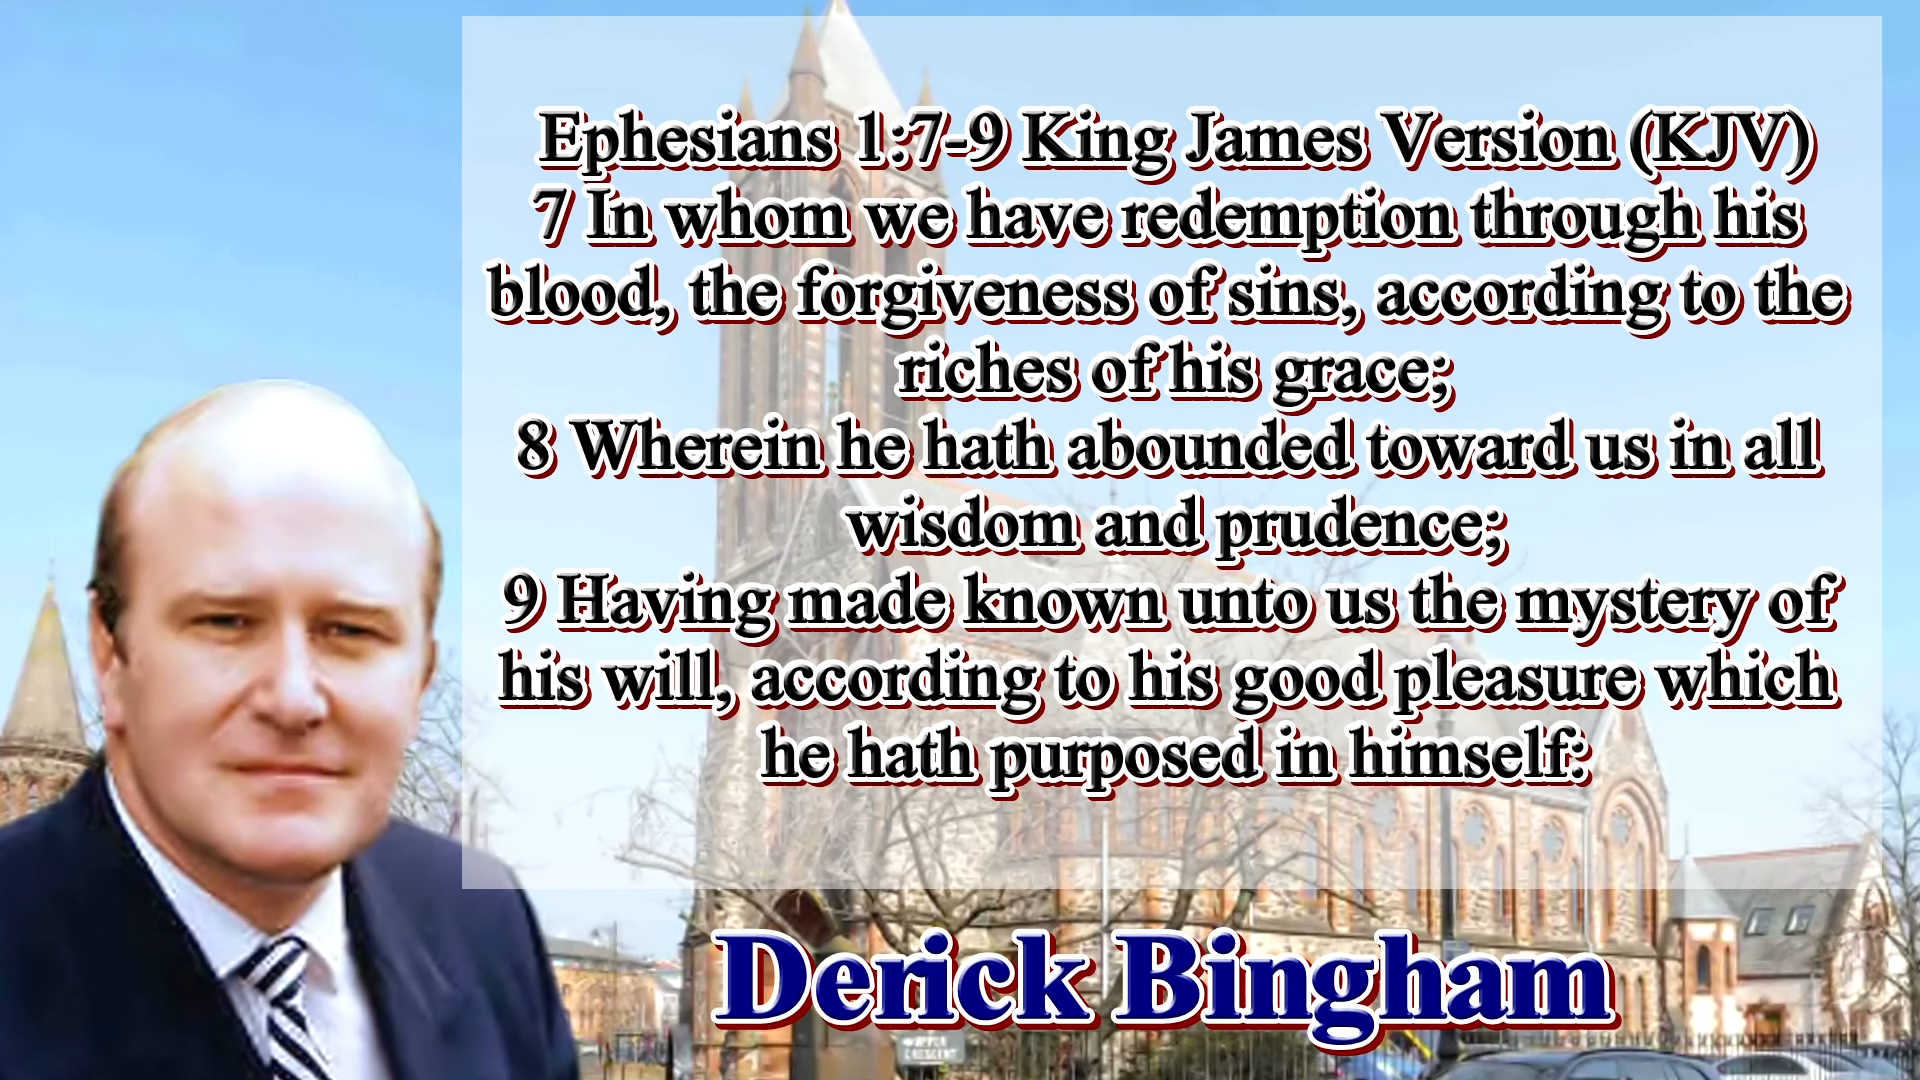 Ephesians 1:7-9 King James Version (KJV)
7 In whom we have redemption through his
blood, the forgiveness of sins, according to the
riches of his grace;
8 Wherein he hath abounded toward us in all
wisdom and prudence;
9 Having made known unto us the mystery of
his will, according to his good pleasure which
he hath purposed in himself:
Derick Bingham
UPPER
CRESCENT